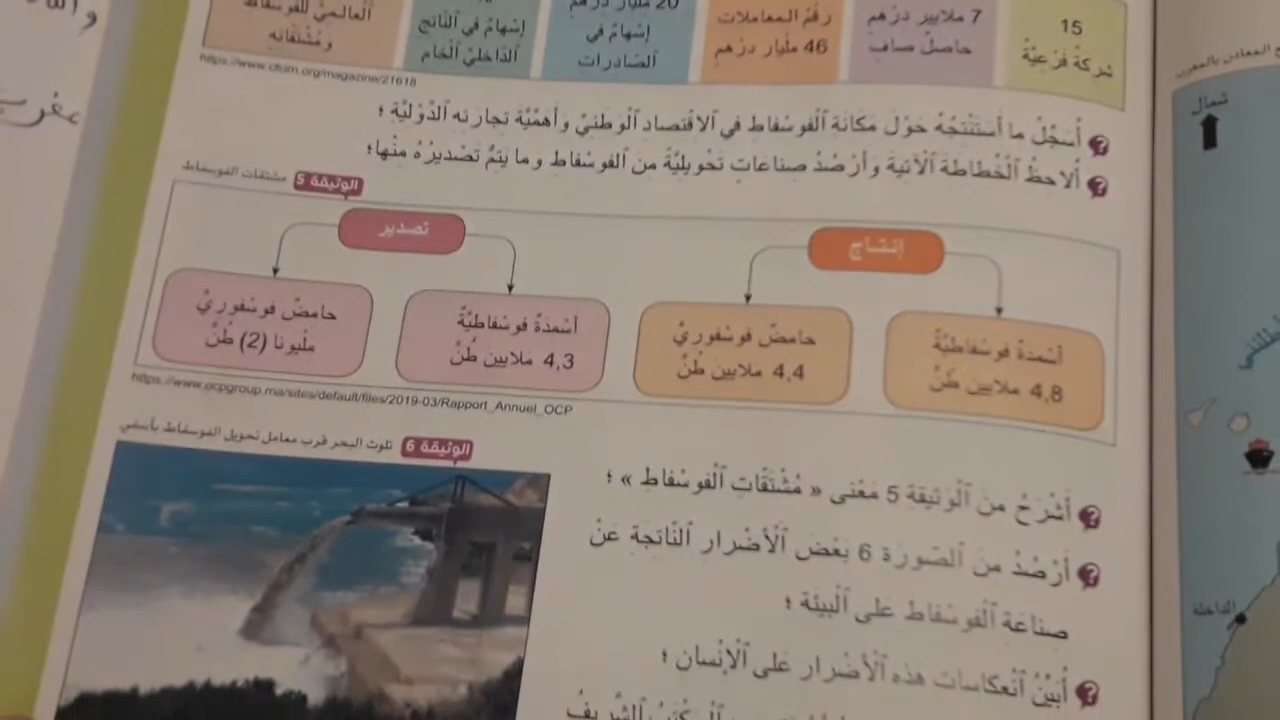 15
شركة فرعية
7 ملايير درهم
حاصل صاف
رقم المعاملات
46 مليار درهم
20 مليار درهم
إسهام في
الصادرات
إسهام في الناتج
الداخلي الخام
العالمي للفوسفاط
ومشتقاته
https://www.cfcim.org/magazine/21618
أسجل ما أستنتجه حول مكانة الفوسفاط في الاقتصاد الوطني وأهمية تجارته الدولية ؛
ألاحظ الخطاطة الآتية وأرصد صناعات تحويلية من الفوسفاط وما يتم تصديره منها؛
الوثيقة 5 مشتقات الفوسفاط
إنتاج
أسمدة فوسفاطية
4,8 ملايين طن
حامض فوسفوري
4,4 ملايين طن
تصدير
أسمدة فوسفاطية
4,3 ملايين طن
حامض فوسفوري
مليونا (2) طن
https://www.ocpgroup.ma/sites/default/files/2019-03/Rapport_Annuel_OCP
الوثيقة 6 تلوث البحر قرب معامل تحويل الفوسفاط بآسفي
أشرح من الوثيقة 5 معنى « مشتقات الفوسفاط » ؛
أرصد من الصورة 6 بعض الأضرار الناتجة عن
صناعة الفوسفاط على البيئة ؛
أبين انعكاسات هذه الأضرار على الإنسان ؛
المكتب الشريف
المعادن بالمغرب
شمال
الداخلة